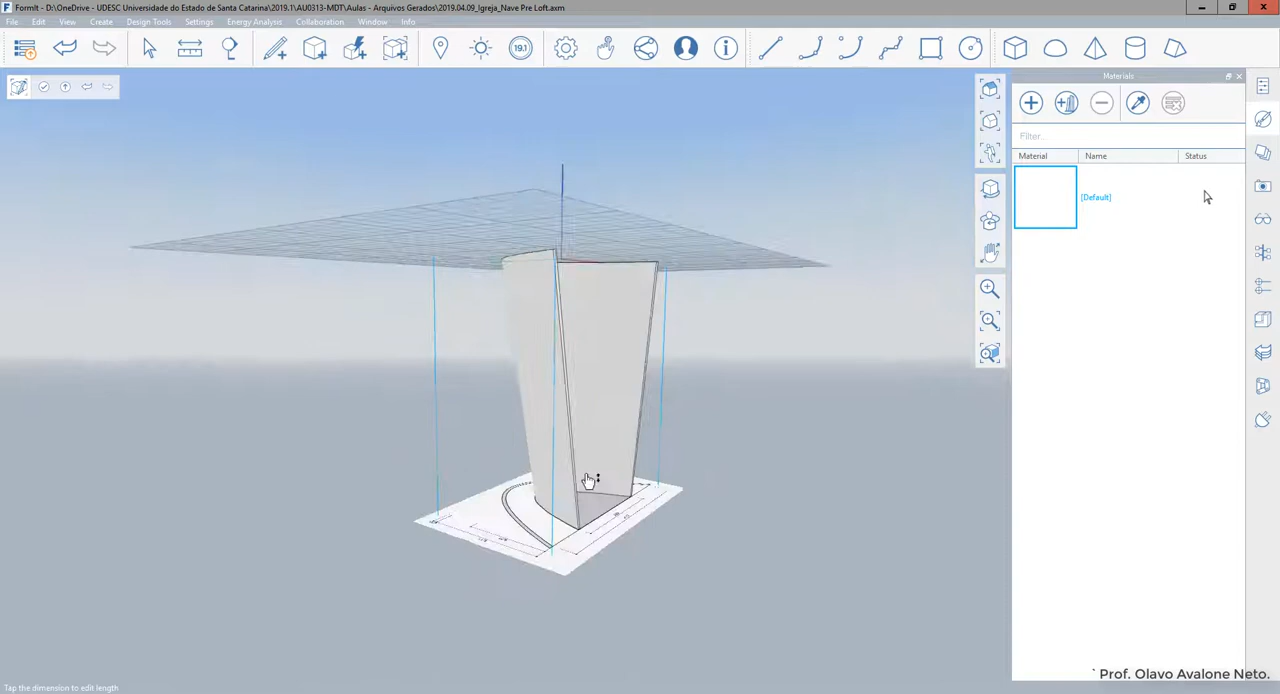 FormIt - D:\OneDrive - UDESC Universidade do Estado de Santa Catarina\2019.1\AU0313-MDT\Aulas - Arquivos Gerados\2019.04.09_Igreja_Nave Pre Loft.axm
File Edit Create Design Tools Settings Energy Analysis Collaboration Window Info
19.1
Materials
Filter...
Material Name Status
[Default]
Tap the dimension to edit length
` Prof. Olavo Avalone Neto.